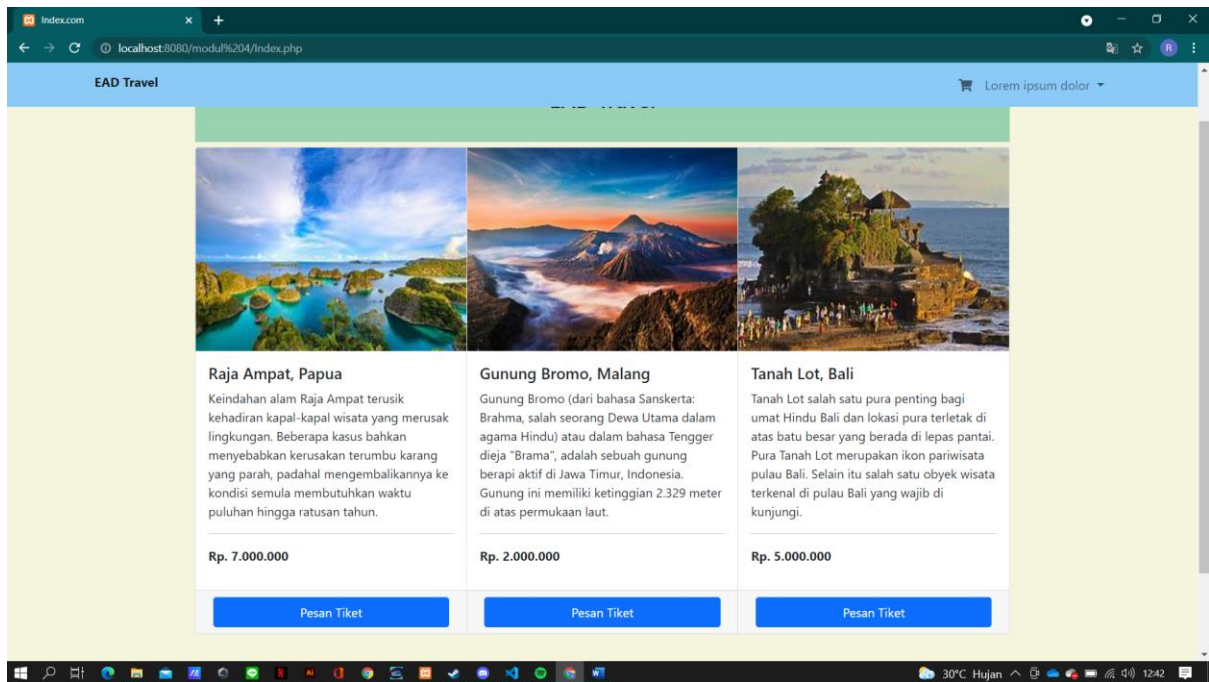 Index.com
localhost:8080/modul%204/Index.php
R
EAD Travel
Lorem ipsum dolor
EAD Travel
Raja Ampat, Papua
Keindahan alam Raja Ampat terusik
kehadiran kapal-kapal wisata yang merusak
lingkungan. Beberapa kasus bahkan
menyebabkan kerusakan terumbu karang
yang parah, padahal mengembalikannya ke
kondisi semula membutuhkan waktu
puluhan hingga ratusan tahun.
Rp. 7.000.000
Pesan Tiket
Gunung Bromo, Malang
Gunung Bromo (dari bahasa Sanskerta:
Brahma, salah seorang Dewa Utama dalam
agama Hindu) atau dalam bahasa Tengger
dieja "Brama", adalah sebuah gunung
berapi aktif di Jawa Timur, Indonesia.
Gunung ini memiliki ketinggian 2.329 meter
di atas permukaan laut.
Rp. 2.000.000
Pesan Tiket
Tanah Lot, Bali
Tanah Lot salah satu pura penting bagi
umat Hindu Bali dan lokasi pura terletak di
atas batu besar yang berada di lepas pantai.
Pura Tanah Lot merupakan ikon pariwisata
pulau Bali. Selain itu salah satu obyek wisata
terkenal di pulau Bali yang wajib di
kunjungi.
Rp. 5.000.000
Pesan Tiket
30°C Hujan
12:42